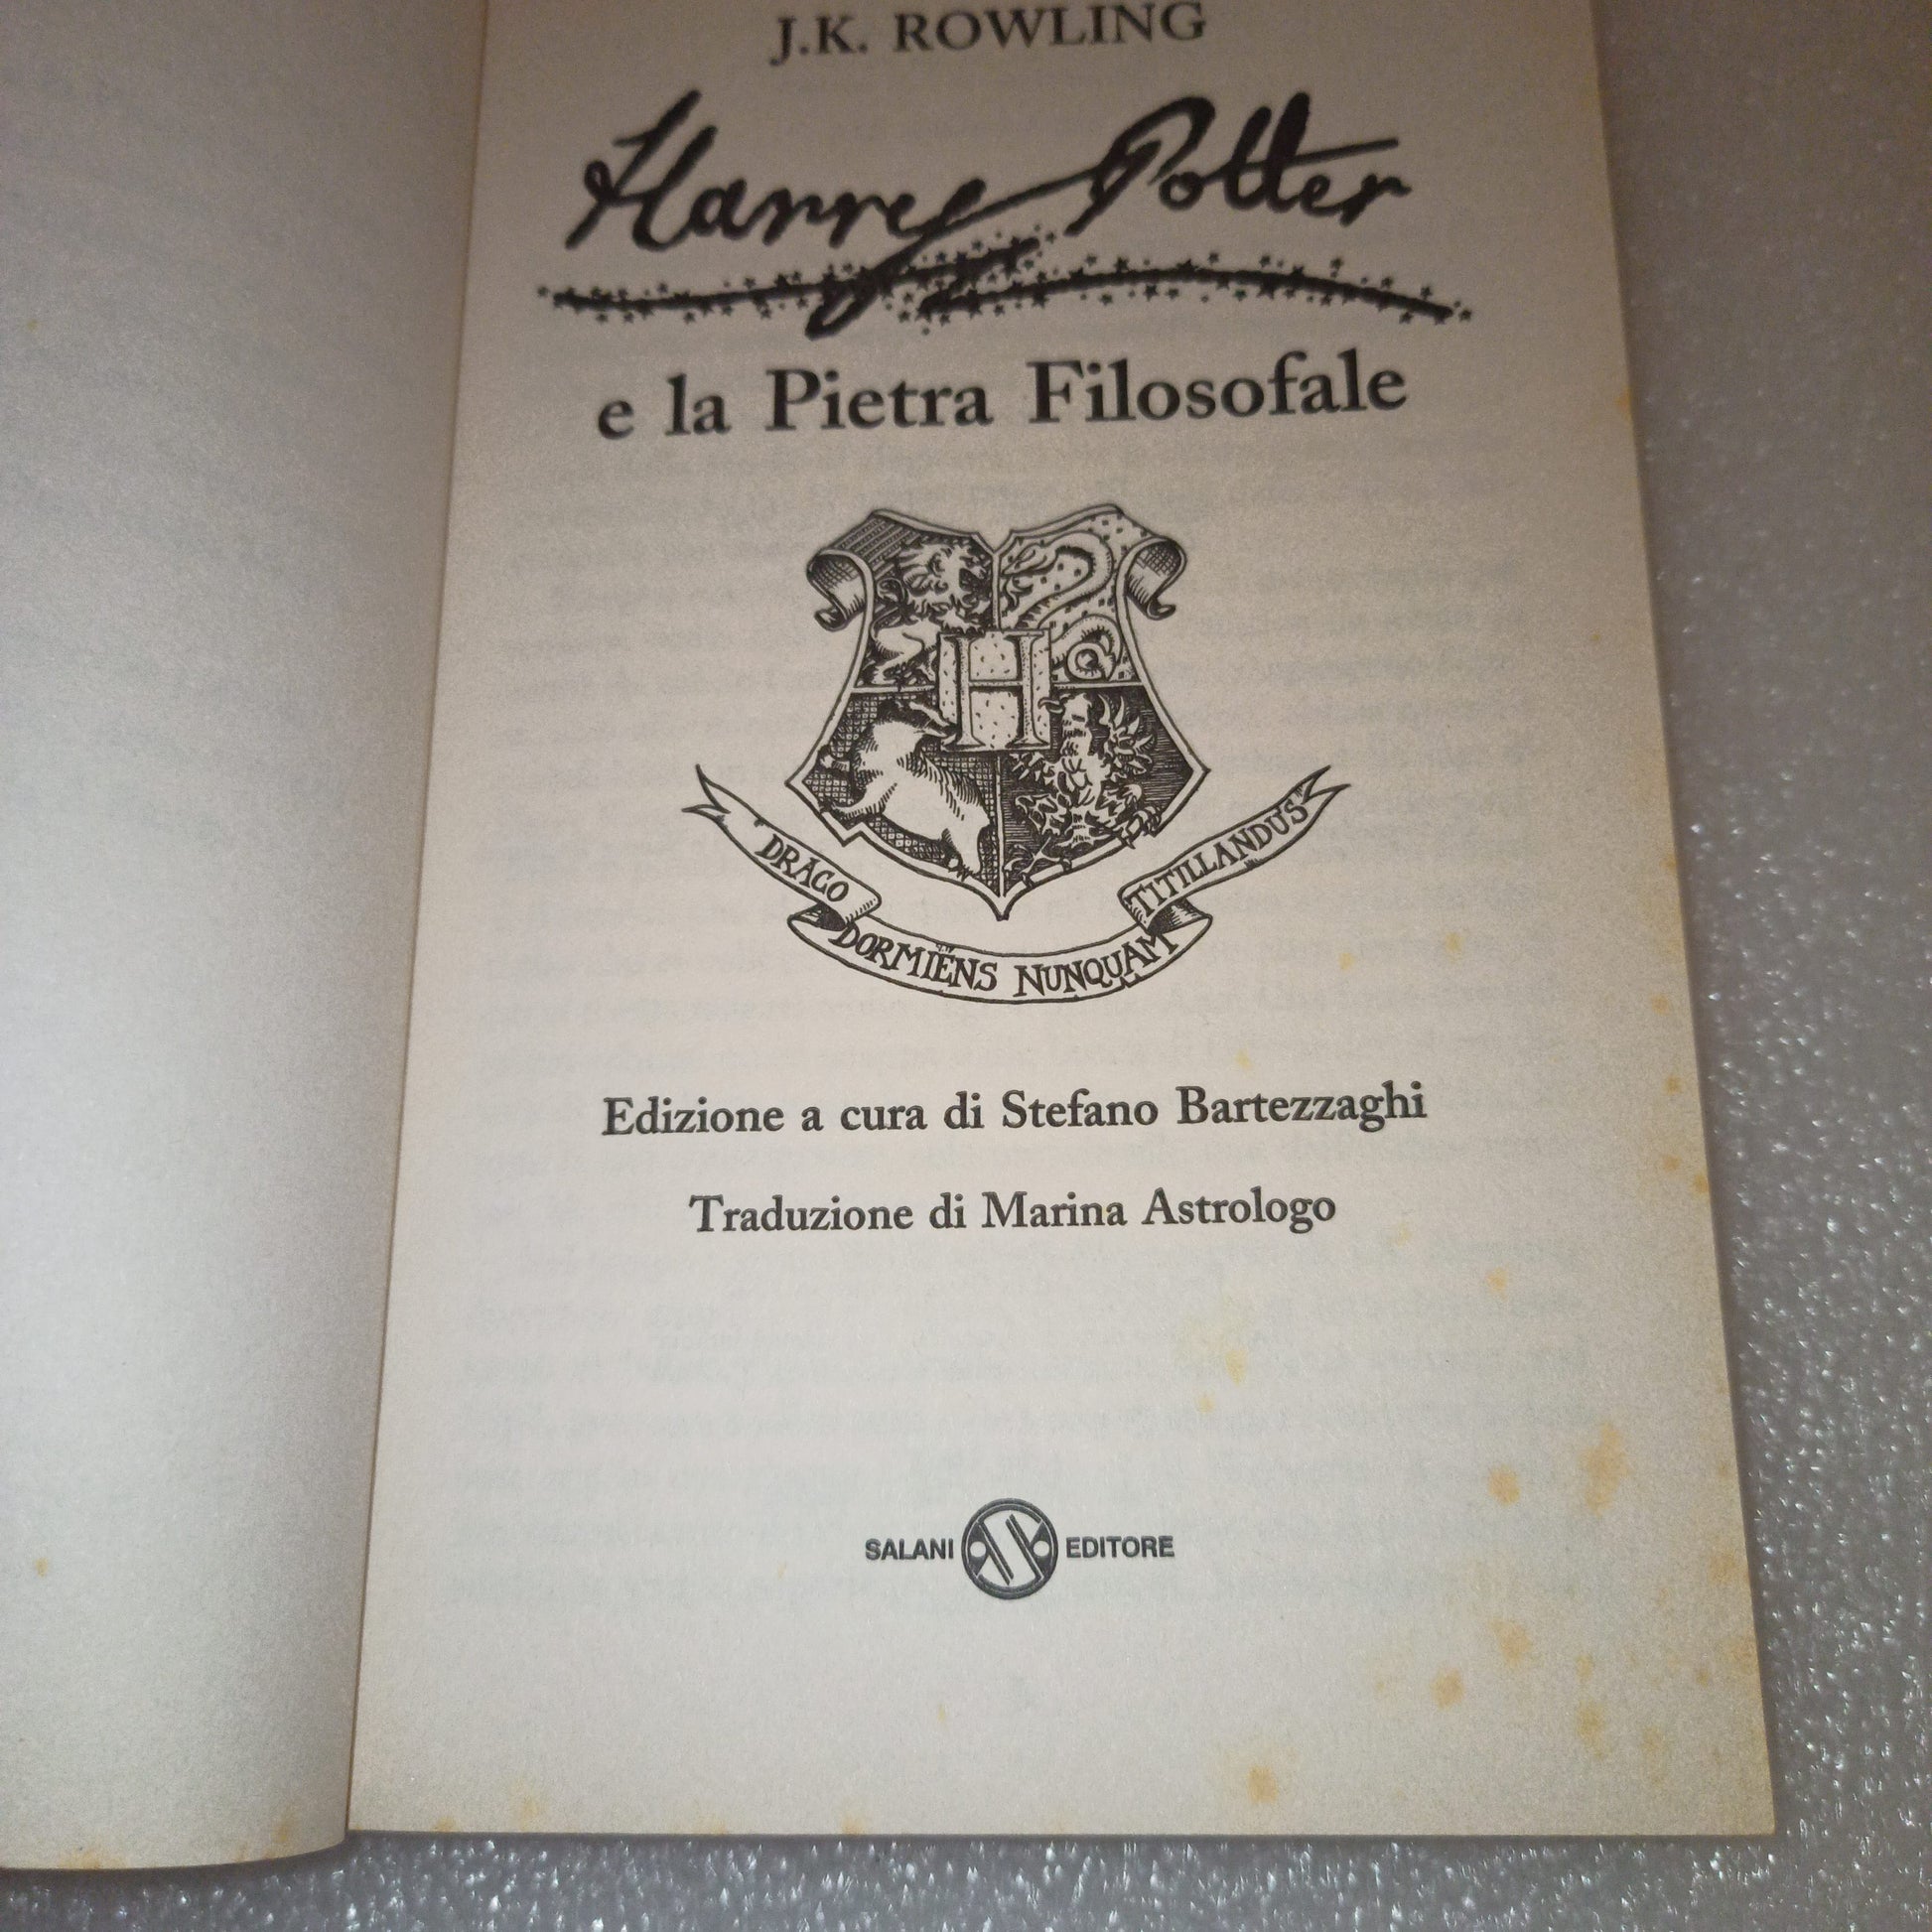 J.K. ROWLING
Harry Potter
e la Pietra Filosofale
H
DRACO
DORMIENS NUNQUAM
TITILLANDUS
Edizione a cura di Stefano Bartezzaghi
Traduzione di Marina Astrologo
SALANI EDITORE